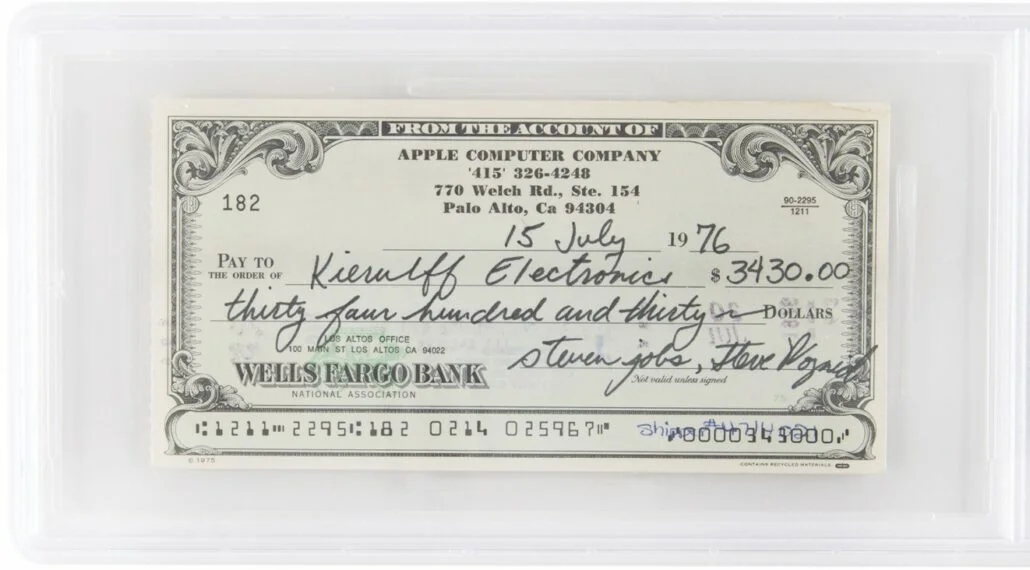 FROM THE ACCOUNT OF
APPLE COMPUTER COMPANY
'415' 326-4248
770 Welch Rd., Ste. 154
Palo Alto, Ca 94304
182
90-2295
1211
15 July 1976
PAY TO THE ORDER OF Kierulff Electronics $3430.00
thirty four hundred and thirty DOLLARS
LOS ALTOS OFFICE
100 MAIN ST LOS ALTOS CA 94022
WELLS FARGO BANK
NATIONAL ASSOCIATION
steven jobs, Steve Wozniak
Not valid unless signed
⑆1211⑉2295⑆182 0214 025967⑈ ⑈0000343000⑈
© 1975
CONTAINS RECYCLED MATERIALS